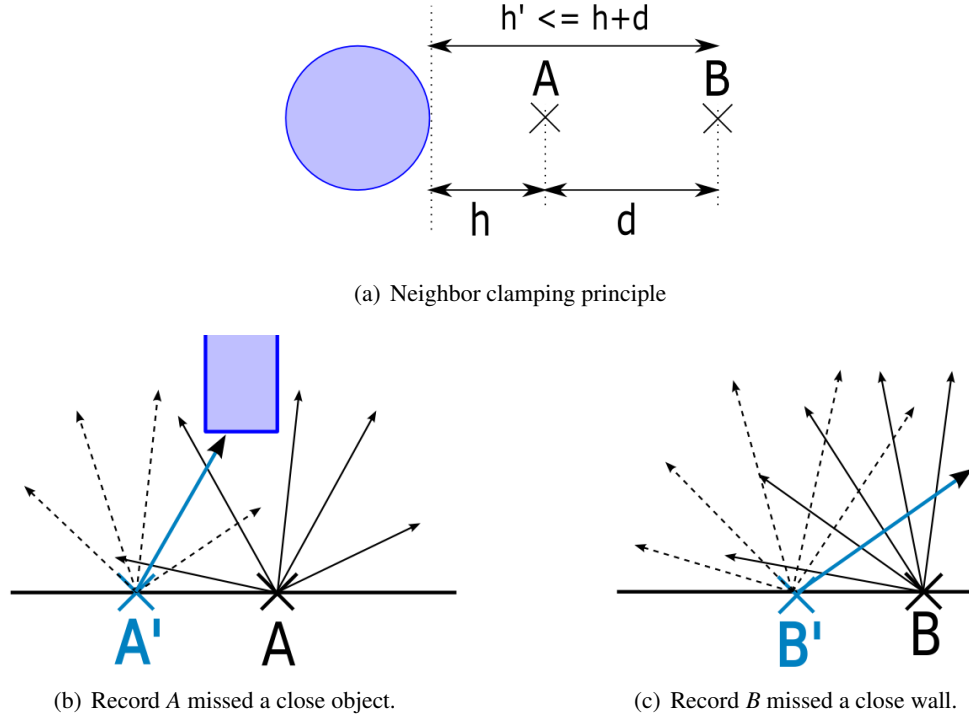 h' <= h+d
A B
h d
(a) Neighbor clamping principle
A' A
B' B
(b) Record A missed a close object.
(c) Record B missed a close wall.